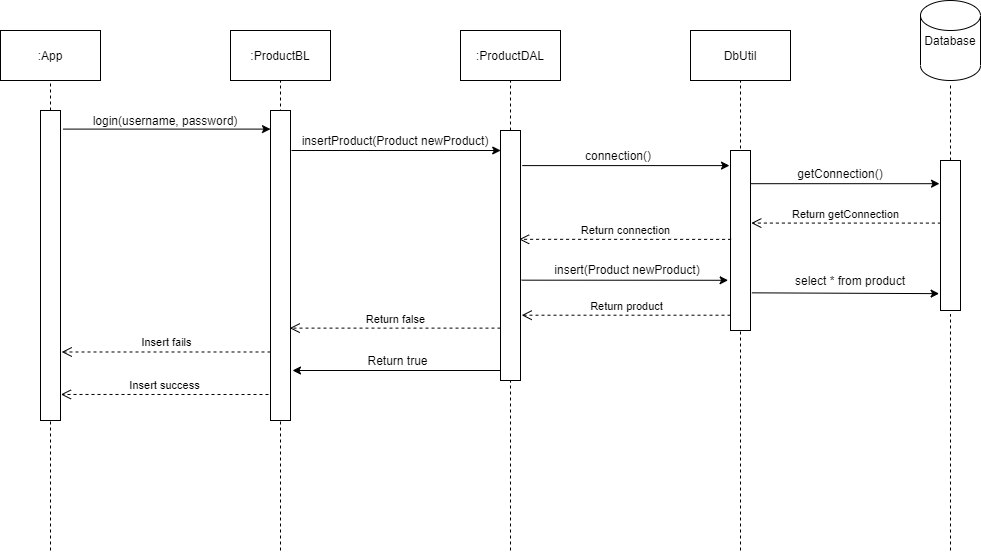 :App
:ProductBL
:ProductDAL
DbUtil
Database
login(username, password)
insertProduct(Product newProduct)
connection()
getConnection()
Return getConnection
Return connection
insert(Product newProduct)
select * from product
Return product
Return false
Insert fails
Return true
Insert success